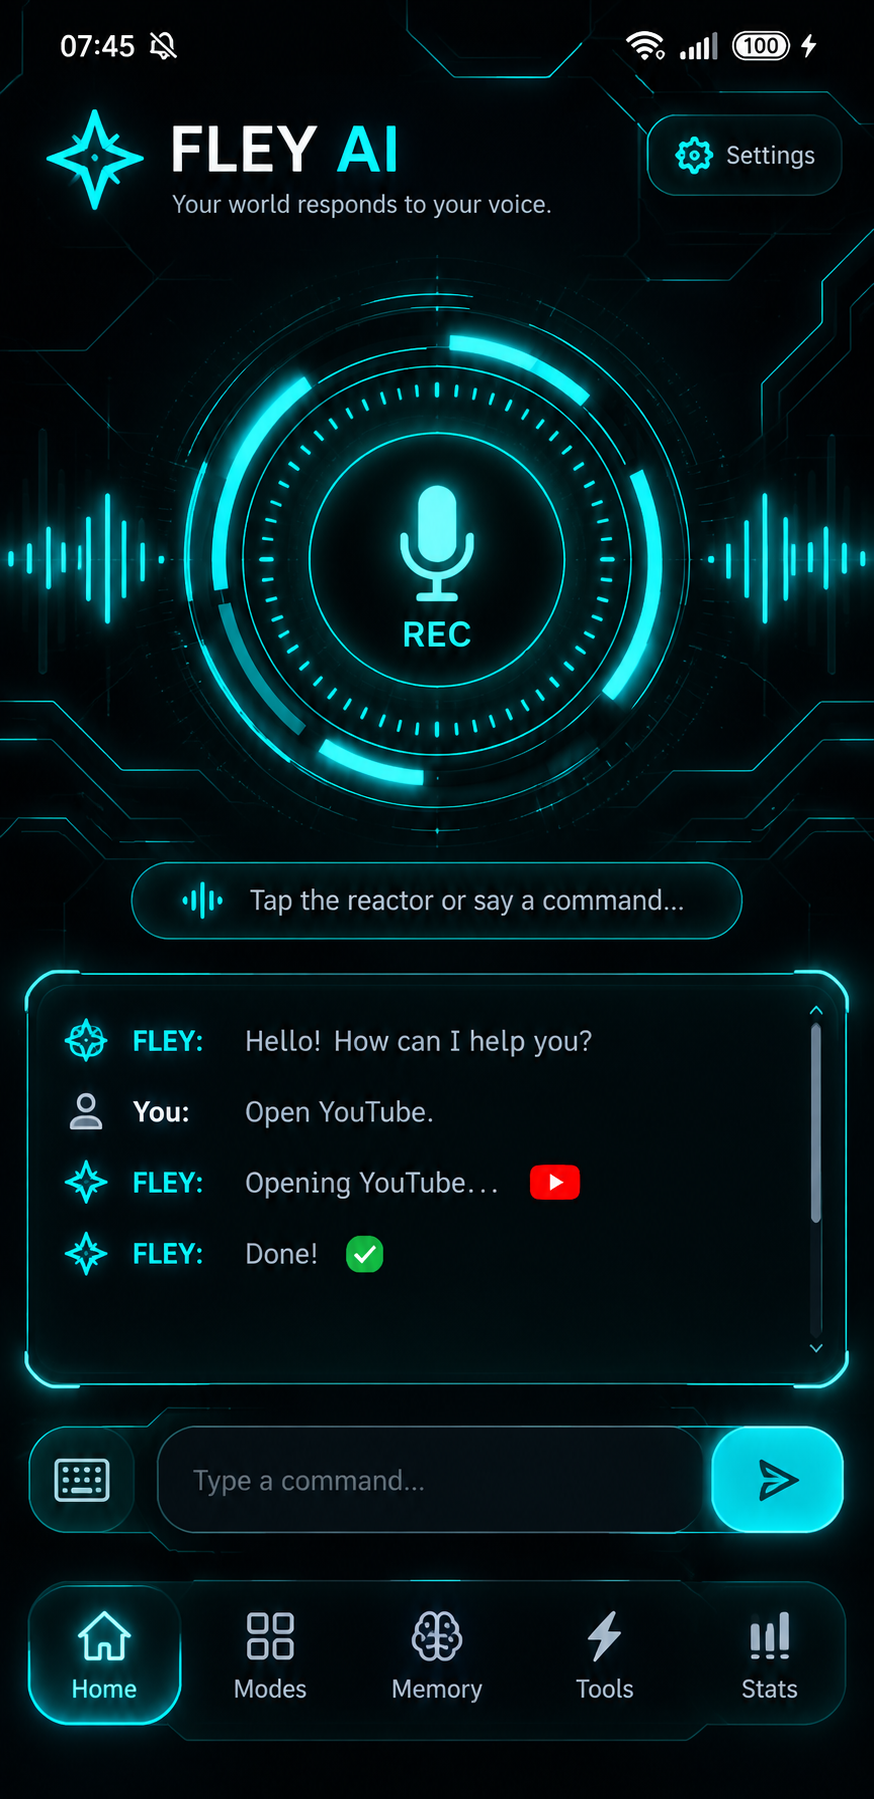 07:45
100
FLEY AI
Your world responds to your voice.
Settings
REC
Tap the reactor or say a command...
FLEY: Hello! How can I help you?
You: Open YouTube.
FLEY: Opening YouTube...
FLEY: Done!
Type a command...
Home Modes Memory Tools Stats